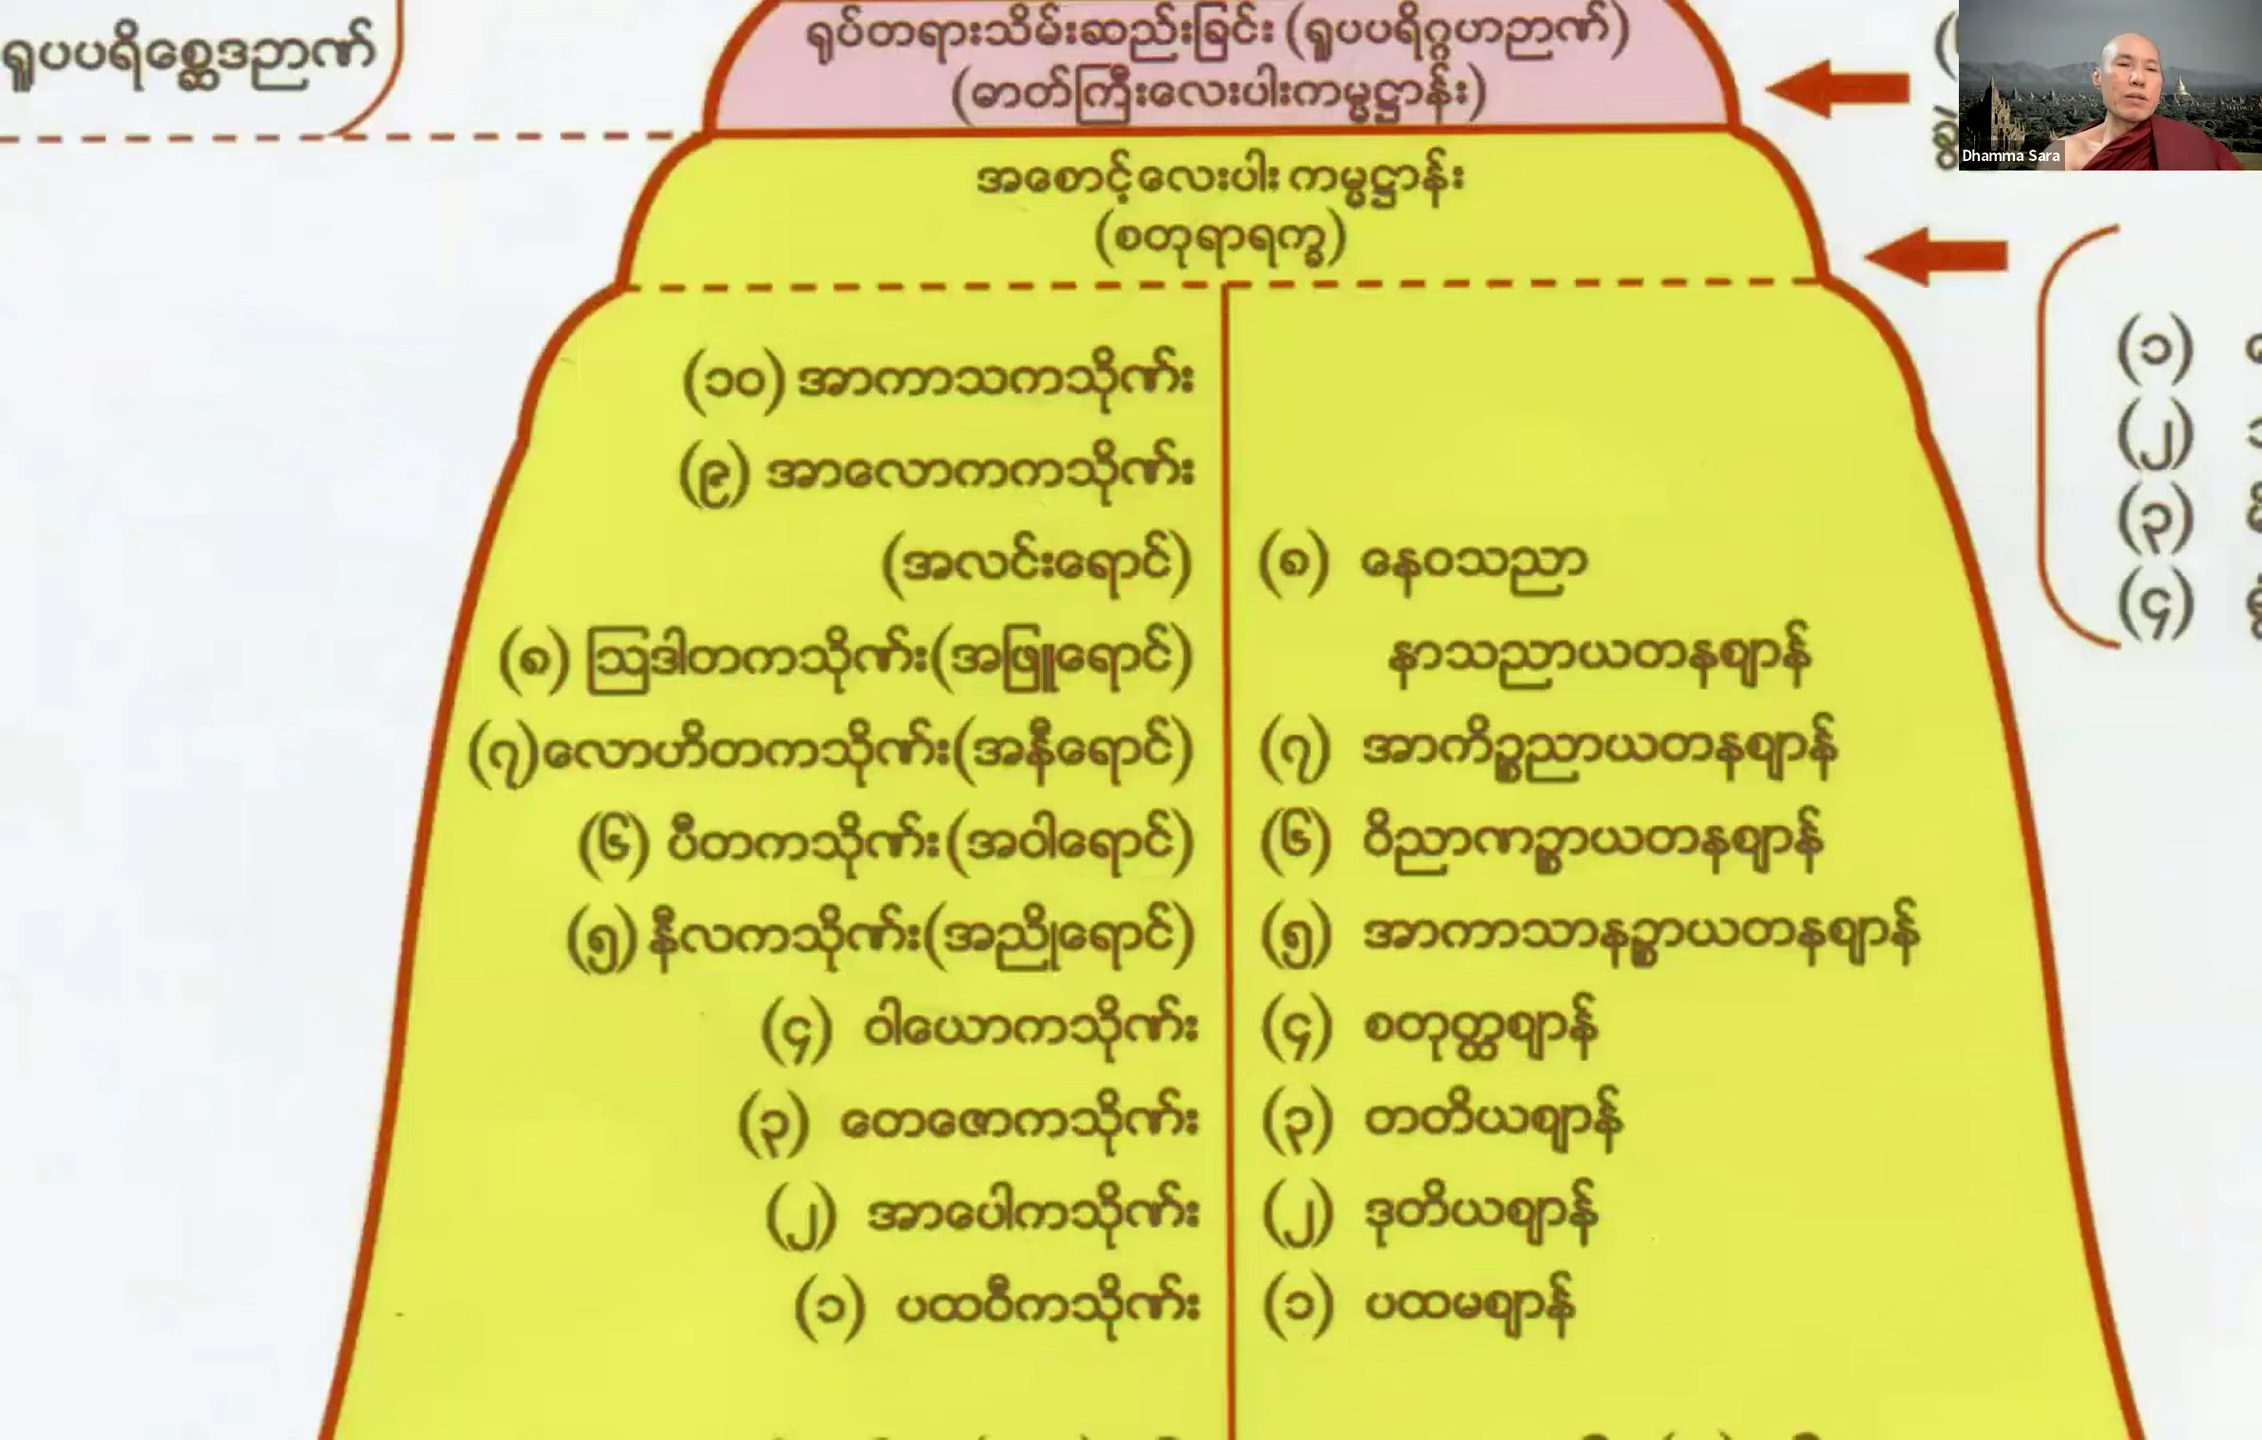 ရူပပရိစ္ဆေဒဉာဏ်
ရုပ်တရားသိမ်းဆည်းခြင်း (ရူပပရိဂ္ဂဟဉာဏ်)
(ဓာတ်ကြီးလေးပါးကမ္မဋ္ဌာန်း)
Dhamma Sara
အစောင့်လေးပါး ကမ္မဋ္ဌာန်း
(စတုရာရက္ခ)
(၁၀) အာကာသကသိုဏ်း
(၉) အာလောကကသိုဏ်း
(အလင်းရောင်)
(၈) ဩဒါတကသိုဏ်း(အဖြူရောင်)
(၇)လောဟိတကသိုဏ်း(အနီရောင်)
(၆) ပီတကသိုဏ်း(အဝါရောင်)
(၅) နီလကသိုဏ်း(အညိုရောင်)
(၄) ဝါယောကသိုဏ်း
(၃) တေဇောကသိုဏ်း
(၂) အာပေါကသိုဏ်း
(၁) ပထဝီကသိုဏ်း
(၈) နေဝသညာ
နာသညာယတနဈာန်
(၇) အာကိဉ္စညာယတနဈာန်
(၆) ဝိညာဏဉ္စာယတနဈာန်
(၅) အာကာသာနဉ္စာယတနဈာန်
(၄) စတုတ္ထဈာန်
(၃) တတိယဈာန်
(၂) ဒုတိယဈာန်
(၁) ပထမဈာန်
(၁)
(၂)
(၃)
(၄)